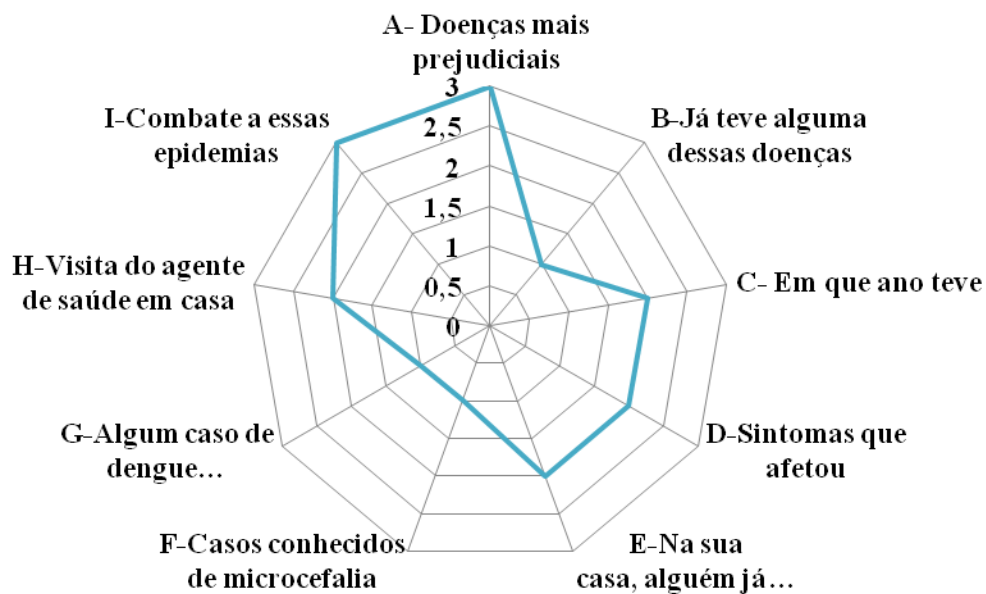 A- Doenças mais
prejudiciais
B-Já teve alguma
dessas doenças
C- Em que ano teve
D-Sintomas que
afetou
E-Na sua
casa, alguém já…
F-Casos conhecidos
de microcefalia
G-Algum caso de
dengue…
H-Visita do agente
de saúde em casa
I-Combate a essas
epidemias
3
2,5
2
1,5
1
0,5
0